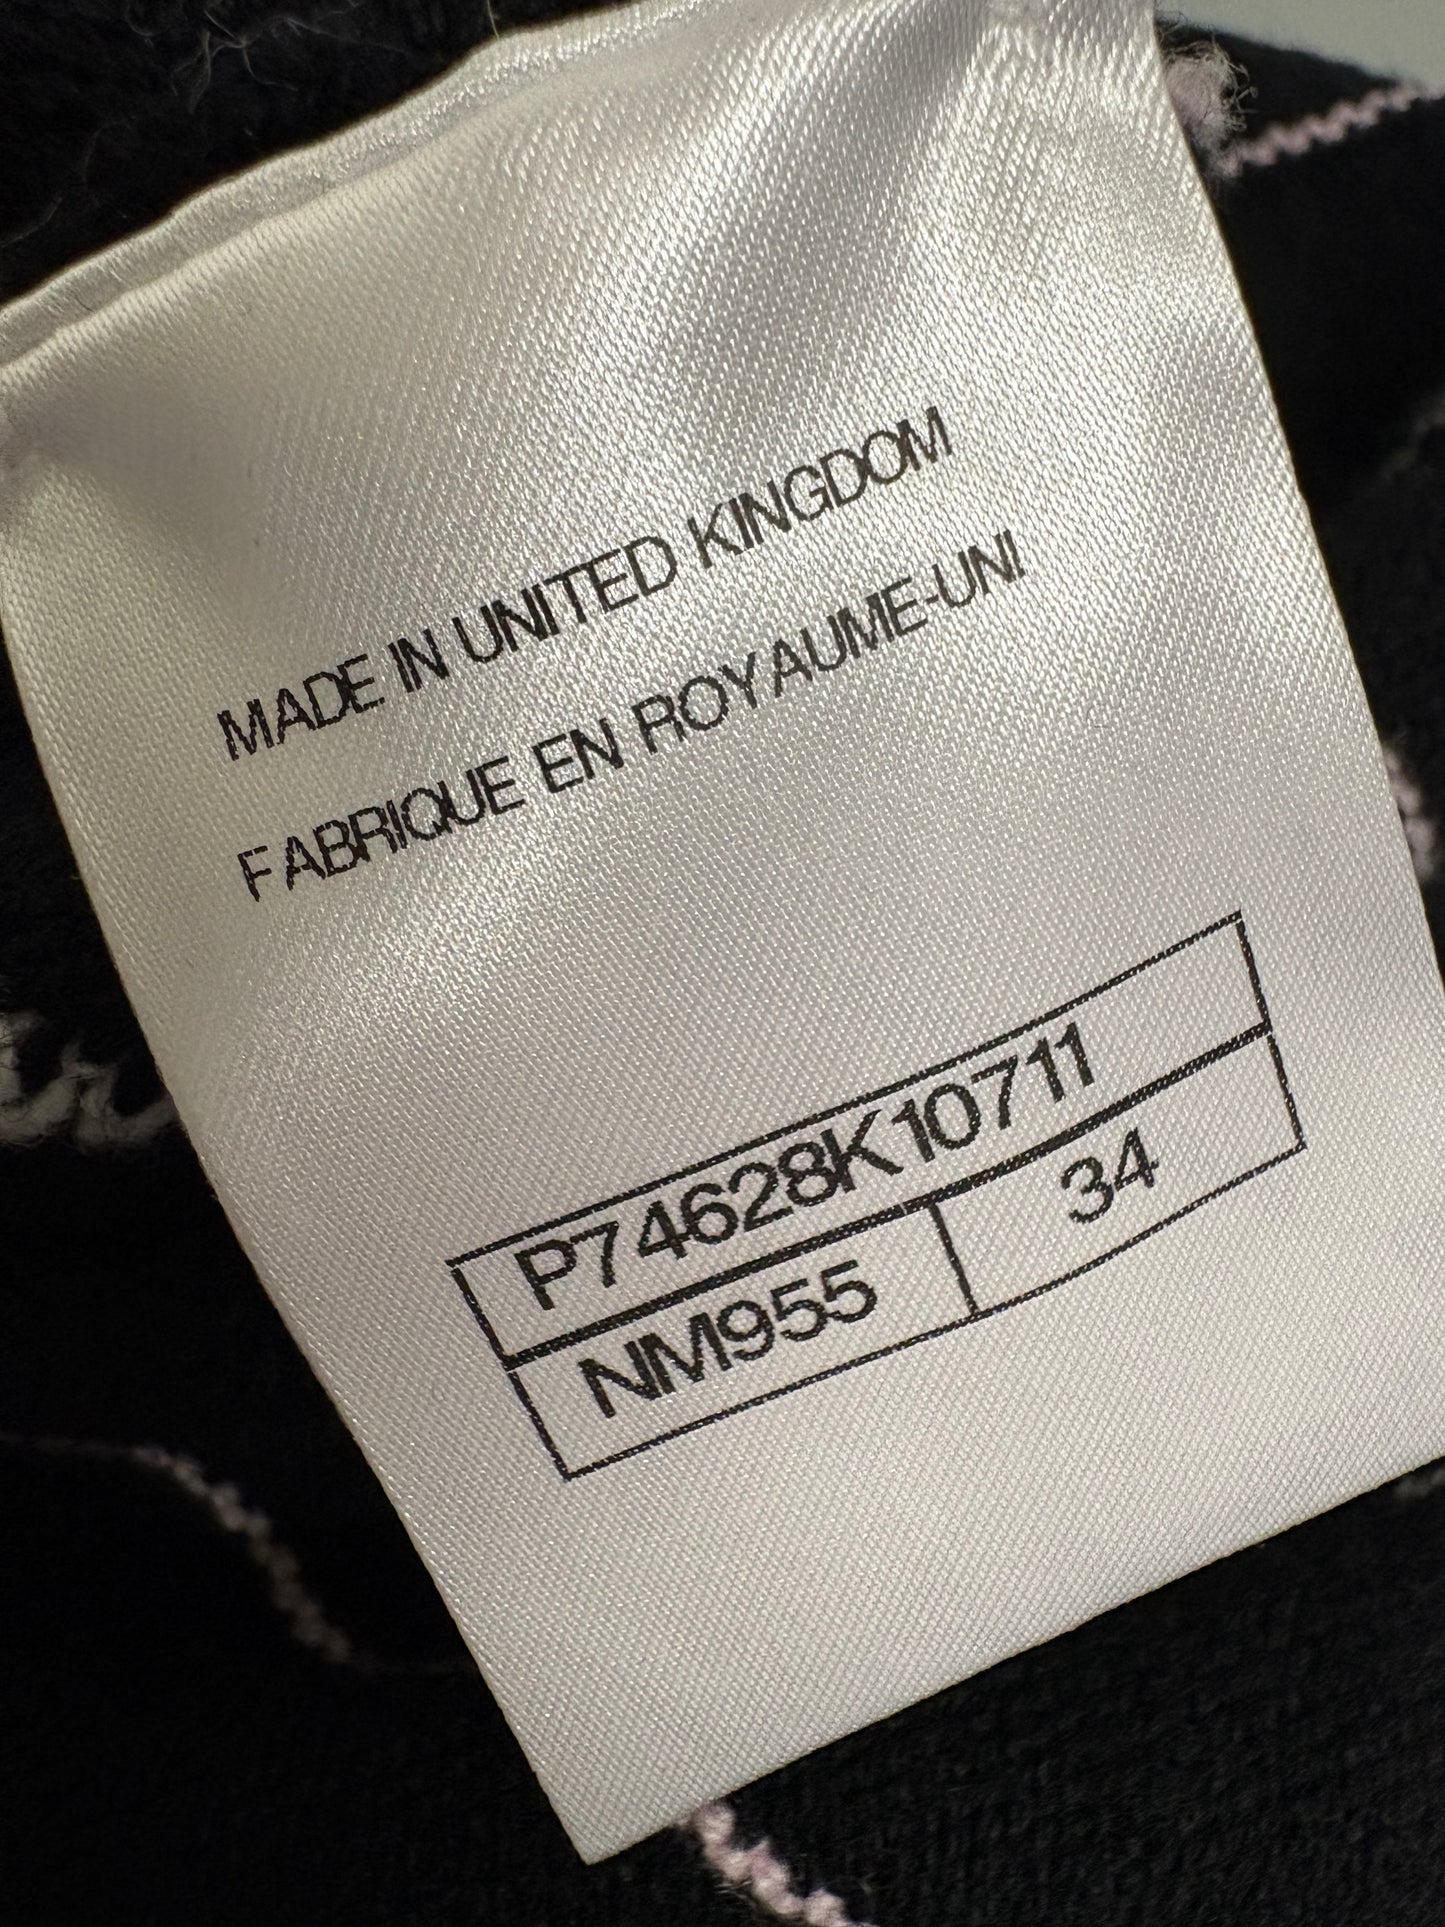 MADE IN UNITED KINGDOM
FABRIQUE EN ROYAUME-UNI
P74628K10711
NM955 34